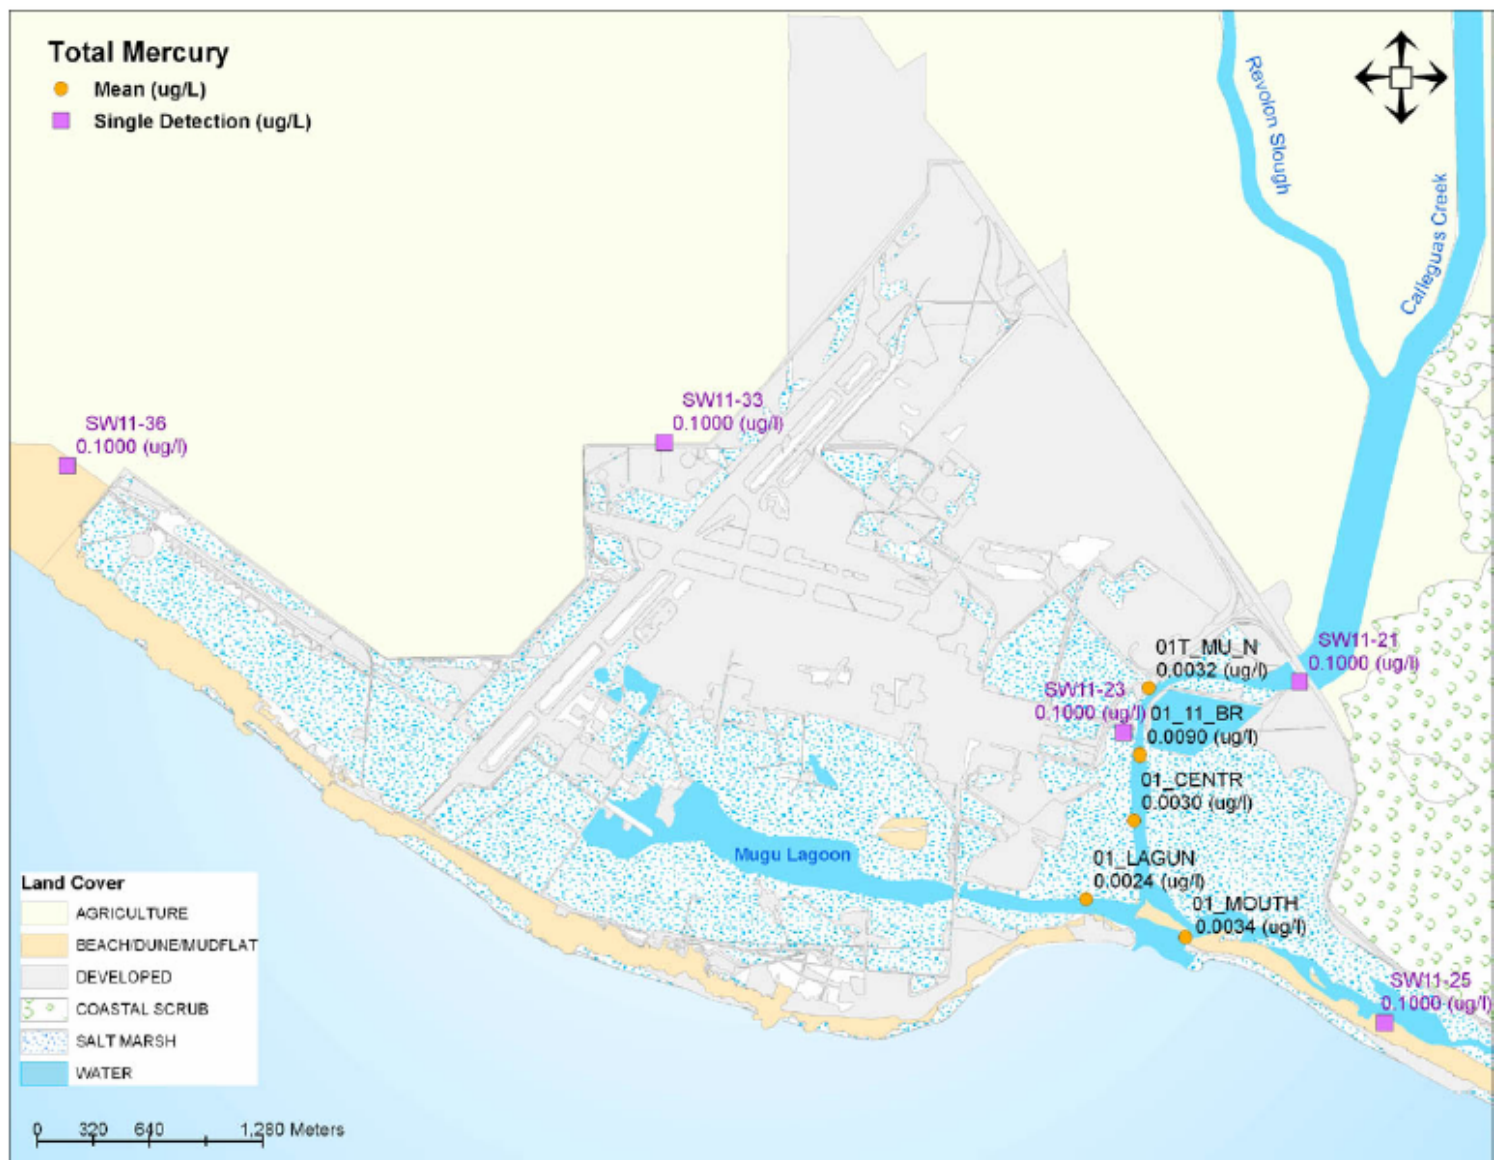 Total Mercury
Mean (ug/L)
Single Detection (ug/L)
Revolon Slough
Calleguas Creek
SW11-36
0.1000 (ug/l)
SW11-33
0.1000 (ug/l)
SW11-21
0.1000 (ug/l)
01T_MU_N
0.0032 (ug/l)
SW11-23
0.1000 (ug/l)
01_11_BR
0.0090 (ug/l)
01_CENTR
0.0030 (ug/l)
Mugu Lagoon
01_LAGUN
0.0024 (ug/l)
01_MOUTH
0.0034 (ug/l)
SW11-25
0.1000 (ug/l)
Land Cover
AGRICULTURE
BEACH/DUNE/MUDFLAT
DEVELOPED
COASTAL SCRUB
SALT MARSH
WATER
0 320 640 1,280 Meters